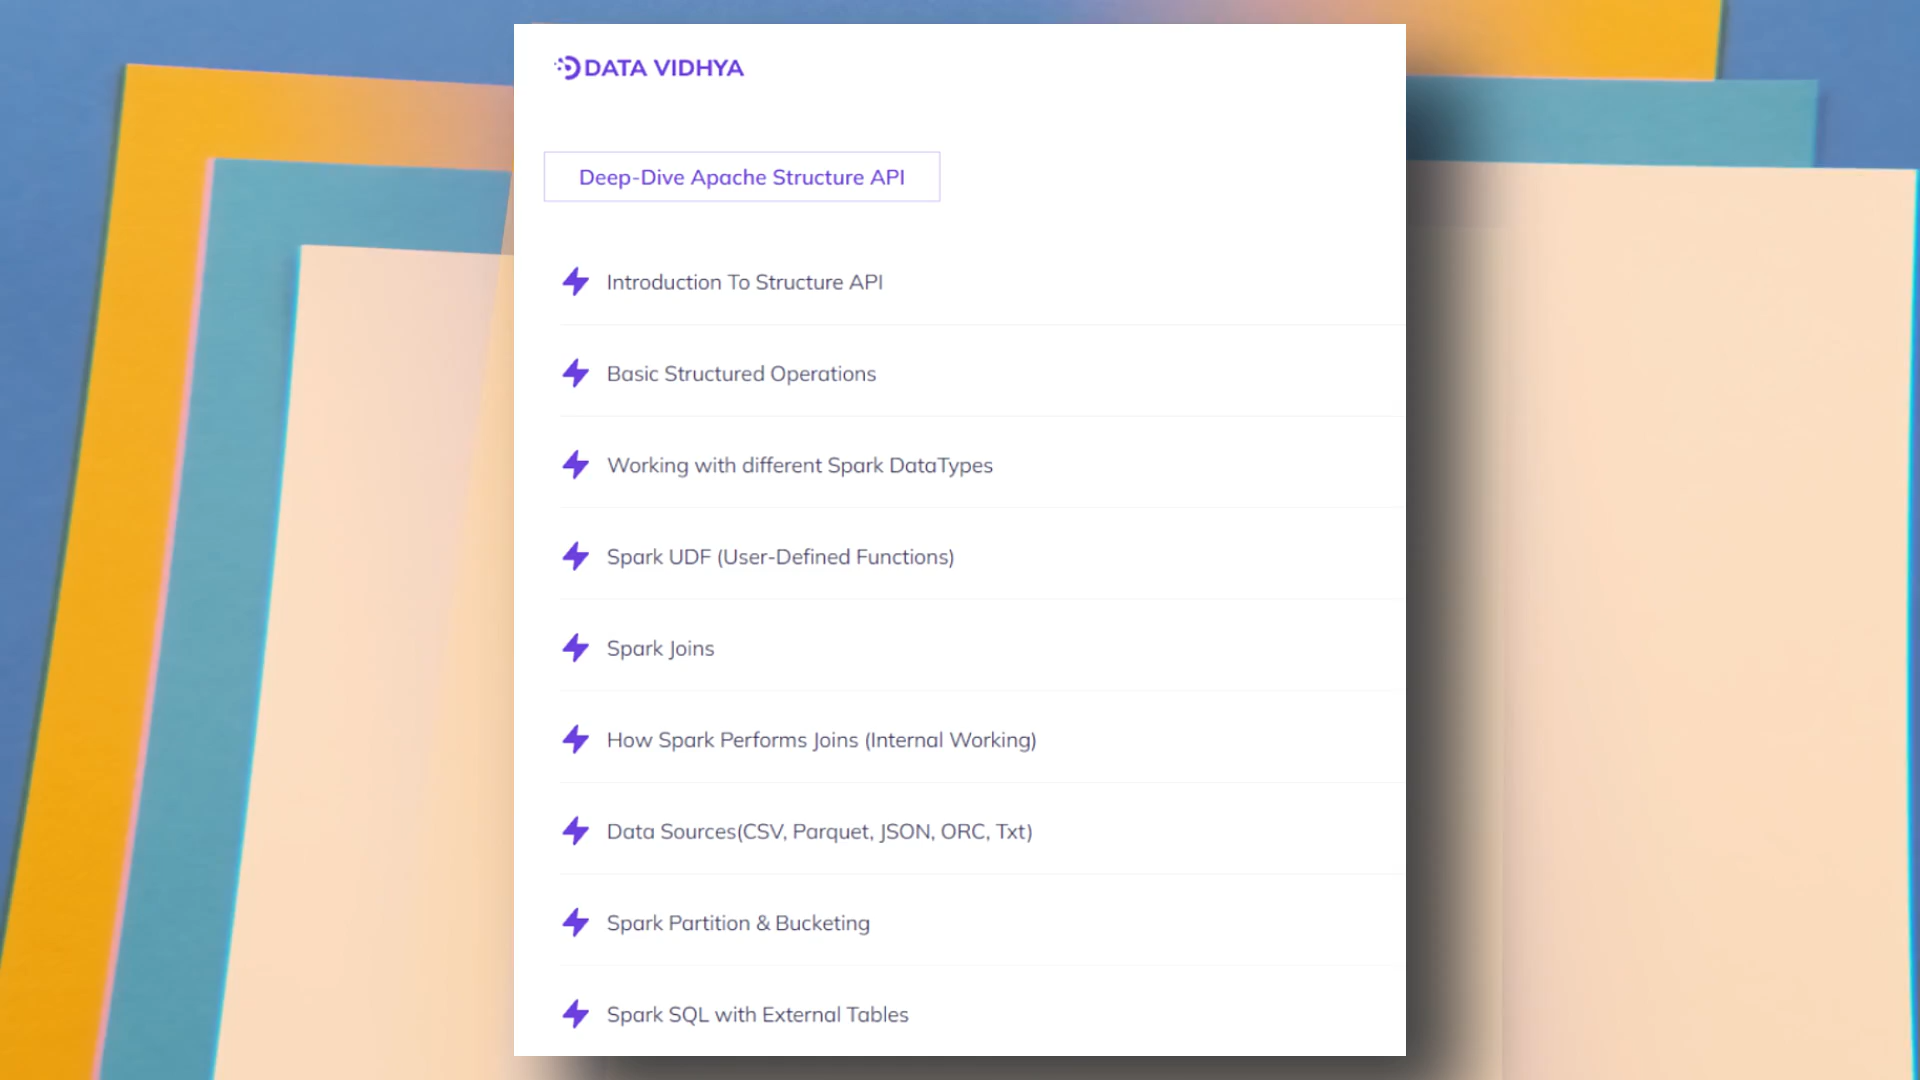 DATA VIDHYA
Deep-Dive Apache Structure API
Introduction To Structure API
Basic Structured Operations
Working with different Spark DataTypes
Spark UDF (User-Defined Functions)
Spark Joins
How Spark Performs Joins (Internal Working)
Data Sources(CSV, Parquet, JSON, ORC, Txt)
Spark Partition & Bucketing
Spark SQL with External Tables